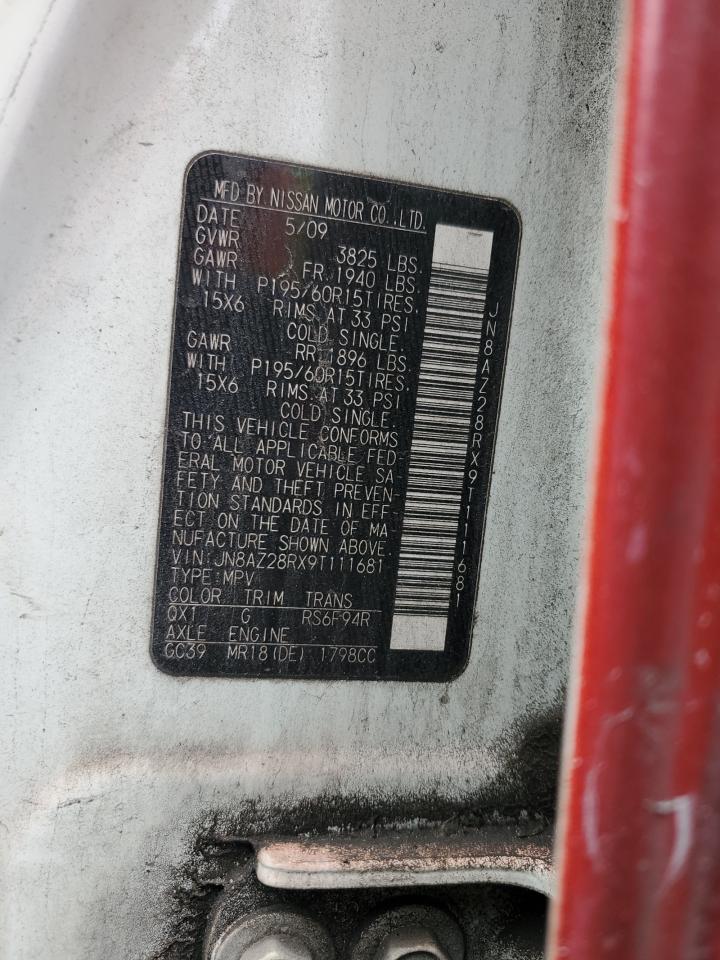 MFD BY NISSAN MOTOR CO.,LTD.
DATE 5/09
GVWR 3825 LBS.
GAWR FR 1940 LBS.
WITH P195/60R15TIRES.
15X6 RIMS AT 33 PSI
COLD SINGLE.
GAWR RR 1896 LBS.
WITH P195/60R15TIRES.
15X6 RIMS AT 33 PSI
COLD SINGLE.
THIS VEHICLE CONFORMS
TO ALL APPLICABLE FED
ERAL MOTOR VEHICLE SA
FETY AND THEFT PREVEN-
TION STANDARDS IN EFF
ECT ON THE DATE OF MA-
NUFACTURE SHOWN ABOVE.
VIN: JN8AZ28RX9T111681
TYPE: MPV
COLOR TRIM TRANS
QX1 G RS6F94R
AXLE ENGINE
GC39 MR18(DE) 1798CC
JN8AZ28RX9T111681